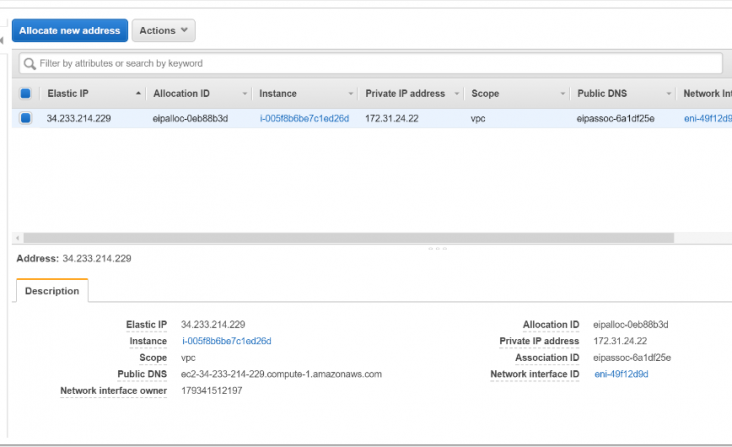 Allocate new address Actions
Filter by attributes or search by keyword
Elastic IP Allocation ID Instance Private IP address Scope Public DNS Network Int
34.233.214.229 eipalloc-0eb88b3d i-005f8b6be7c1ed26d 172.31.24.22 vpc eipassoc-6a1df25e eni-49f12d9
Address: 34.233.214.229
Description
Elastic IP 34.233.214.229 Allocation ID eipalloc-0eb88b3d
Instance i-005f8b6be7c1ed26d Private IP address 172.31.24.22
Scope vpc Association ID eipassoc-6a1df25e
Public DNS ec2-34-233-214-229.compute-1.amazonaws.com Network interface ID eni-49f12d9d
Network interface owner 179341512197